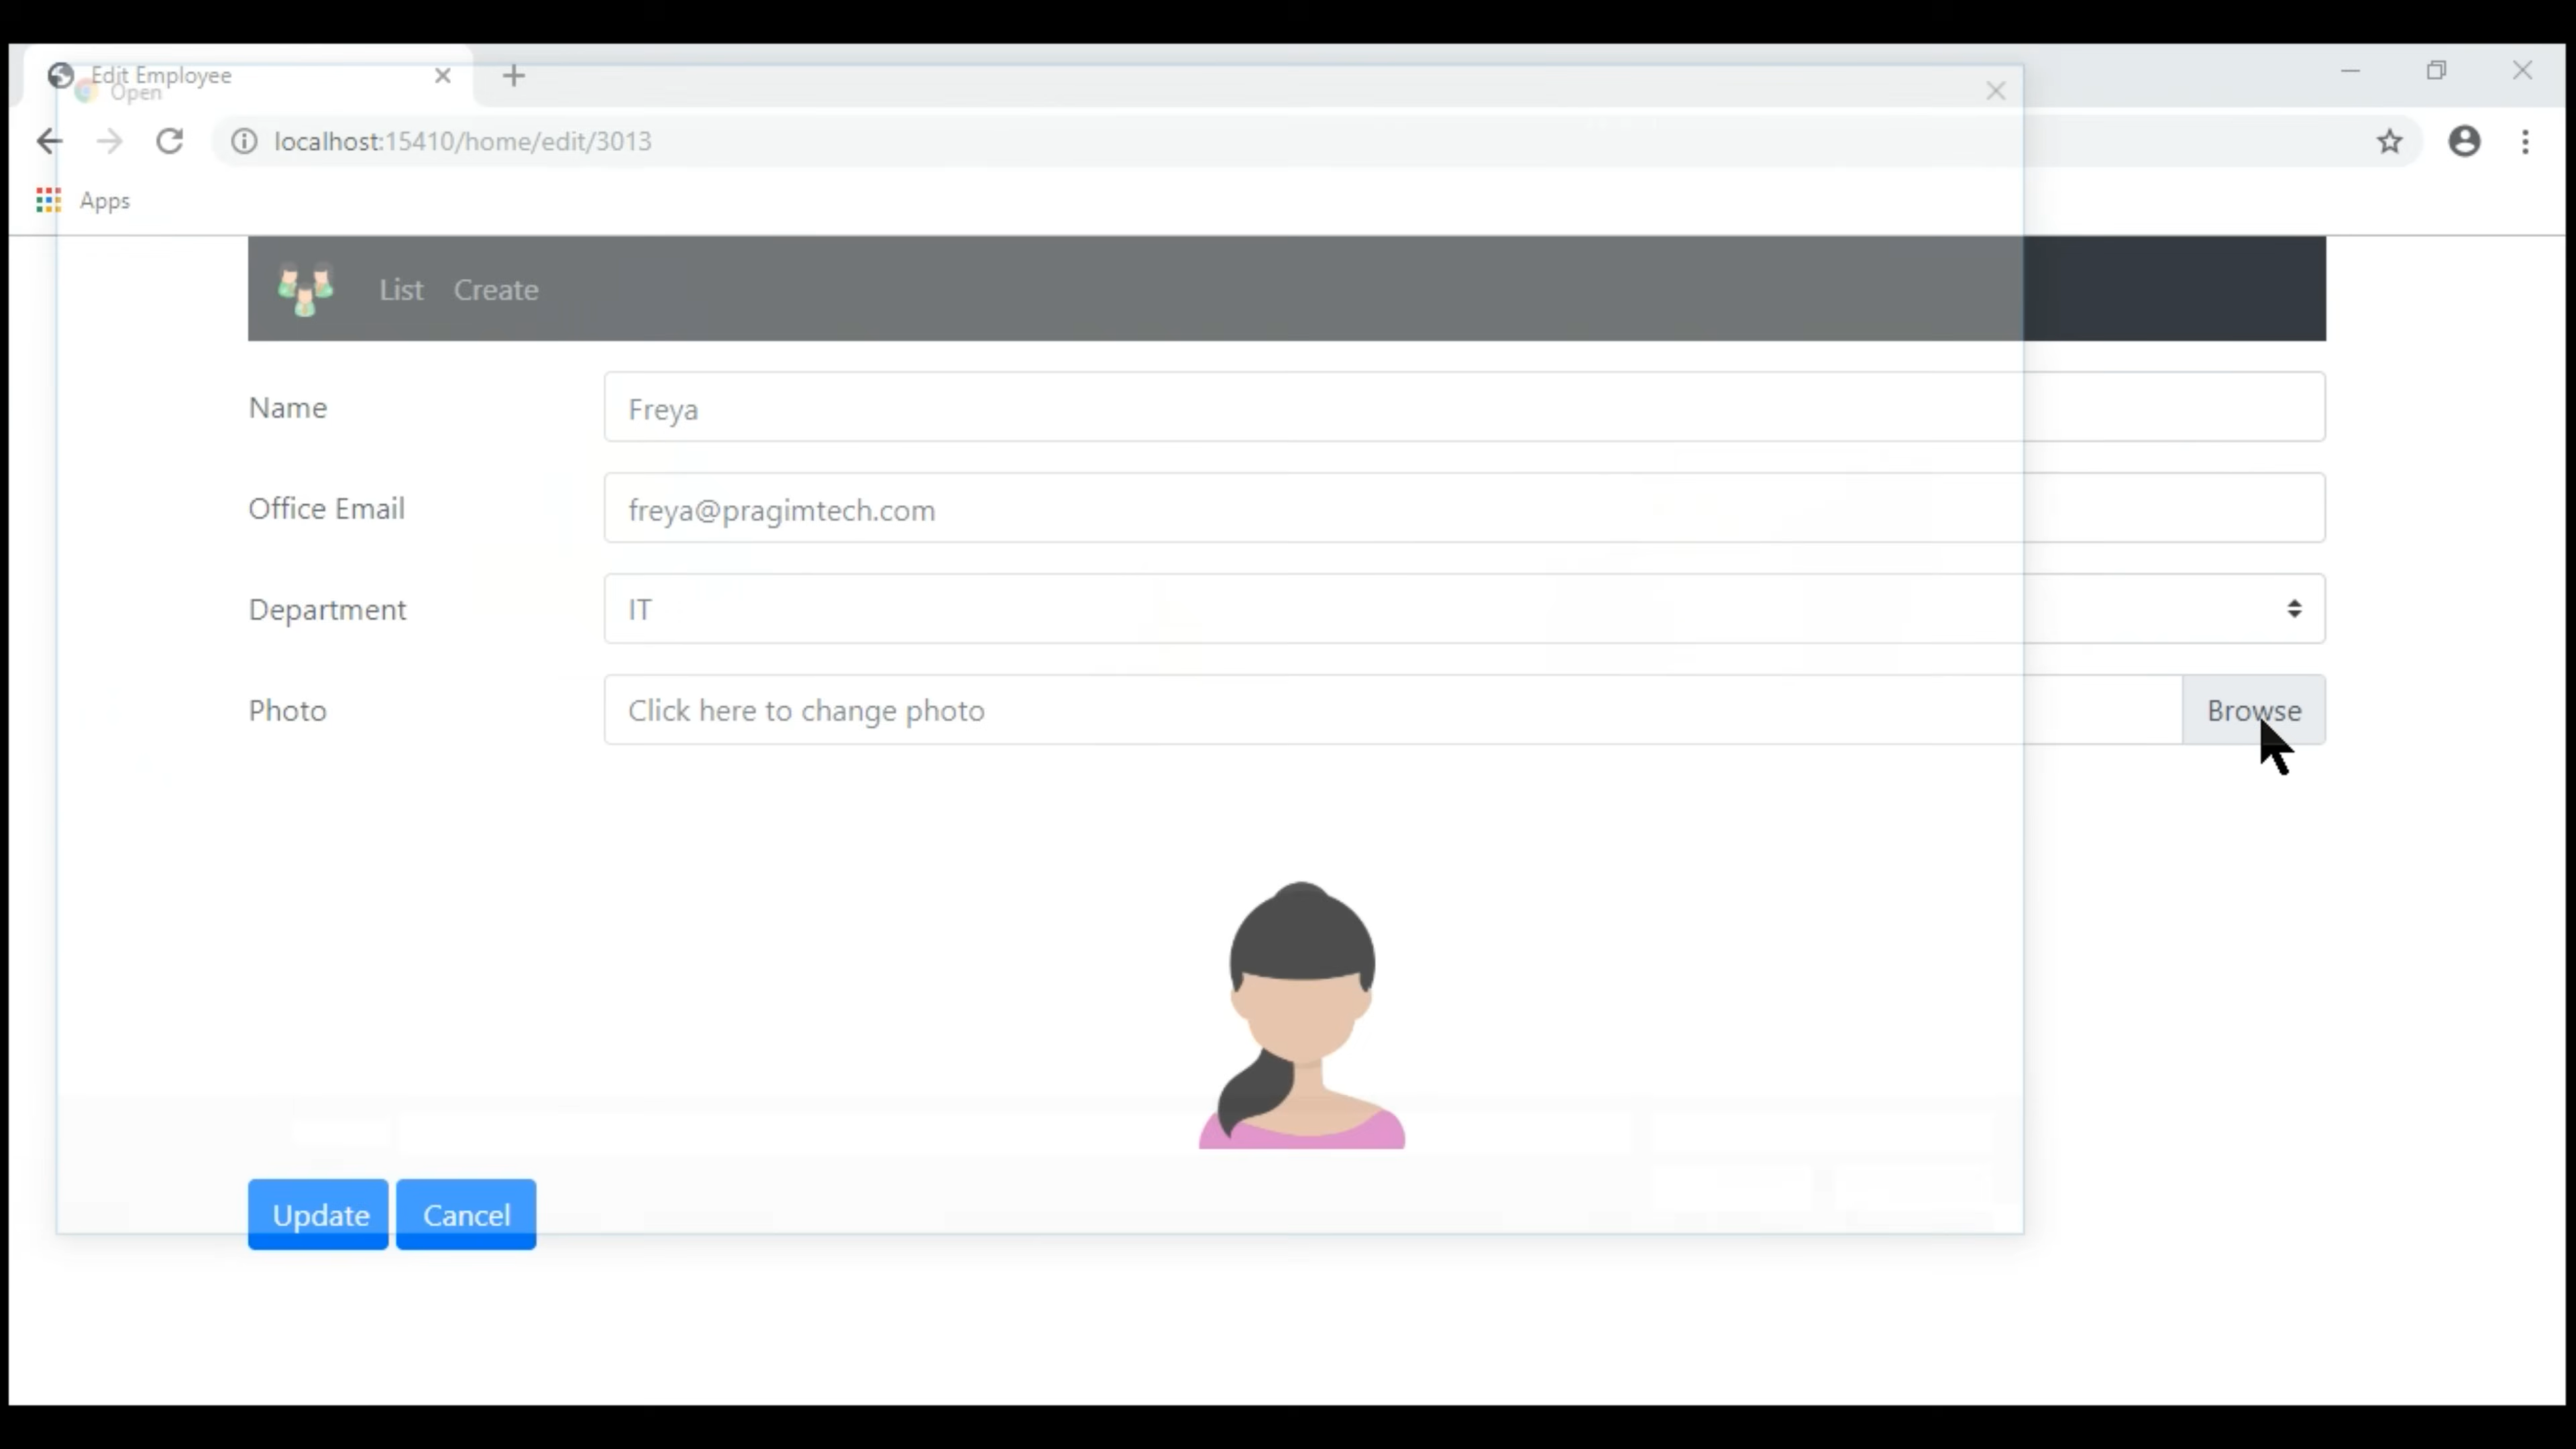 Edit Employee
Open
localhost:15410/home/edit/3013
Apps
List Create
Name Freya
Office Email freya@pragimtech.com
Department IT
Photo Click here to change photo Browse
Update Cancel